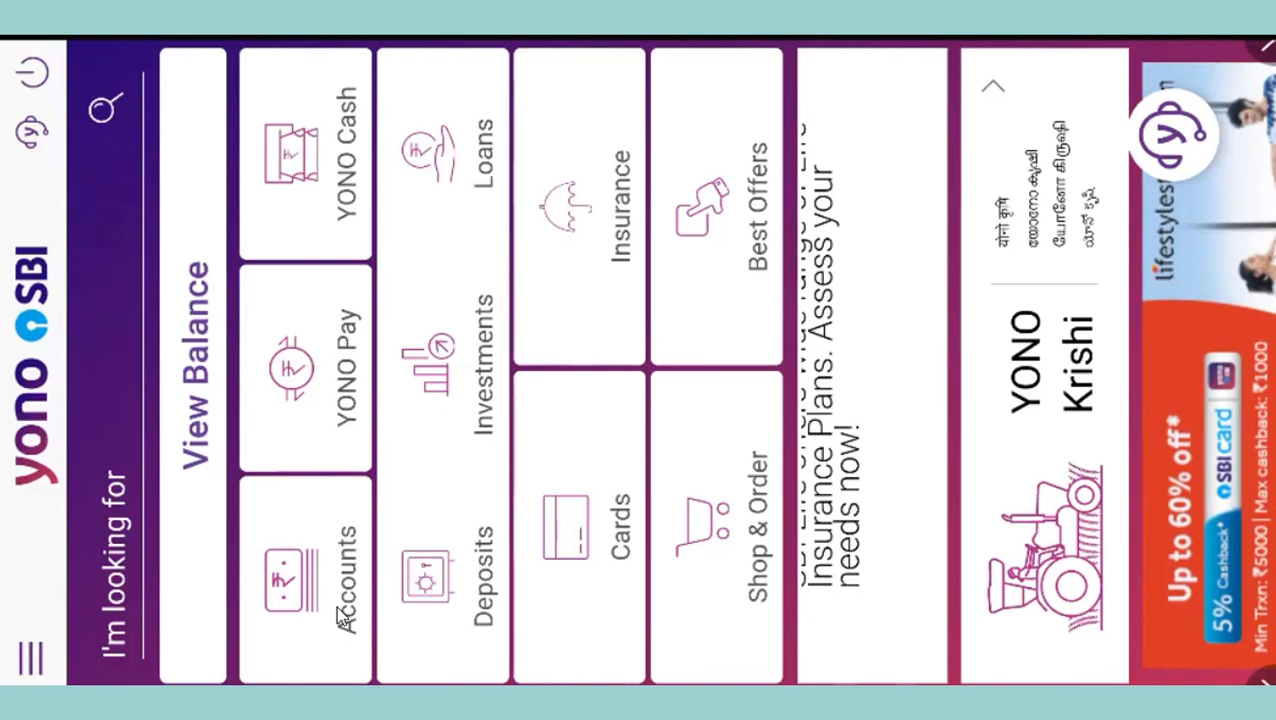 yono SBI
I'm looking for
View Balance
Accounts
YONO Pay
YONO Cash
Deposits
Investments
Loans
Cards
Insurance
Shop & Order
Best Offers
Insurance Plans. Assess your
needs now!
YONO
Krishi
योनो कृषि
യോനോ കൃഷി
யோனோ கிருஷி
యోనో కృషి
lifestyles
Up to 60% off*
5% Cashback*
SBI card
Min Trxn: ₹5000 | Max cashback: ₹1000